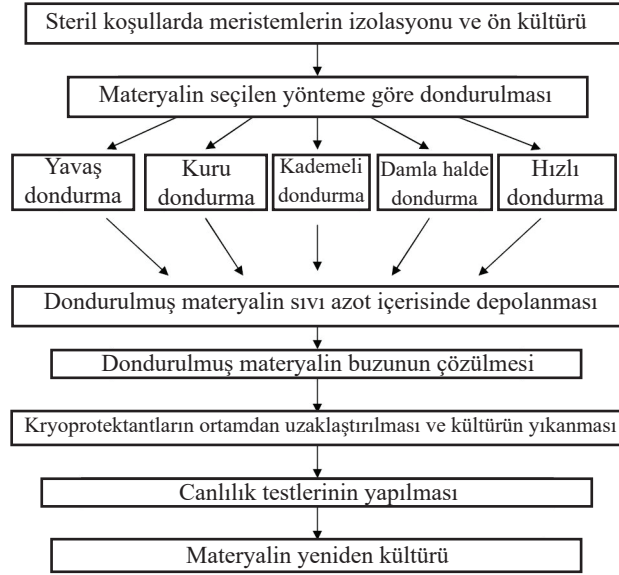 Steril koşullarda meristemlerin izolasyonu ve ön kültürü
Materyalin seçilen yönteme göre dondurulması
Yavaş
dondurma
Kuru
dondurma
Kademeli
dondurma
Damla halde
dondurma
Hızlı
dondurma
Dondurulmuş materyalin sıvı azot içerisinde depolanması
Dondurulmuş materyalin buzunun çözülmesi
Kryoprotektantların ortamdan uzaklaştırılması ve kültürün yıkanması
Canlılık testlerinin yapılması
Materyalin yeniden kültürü